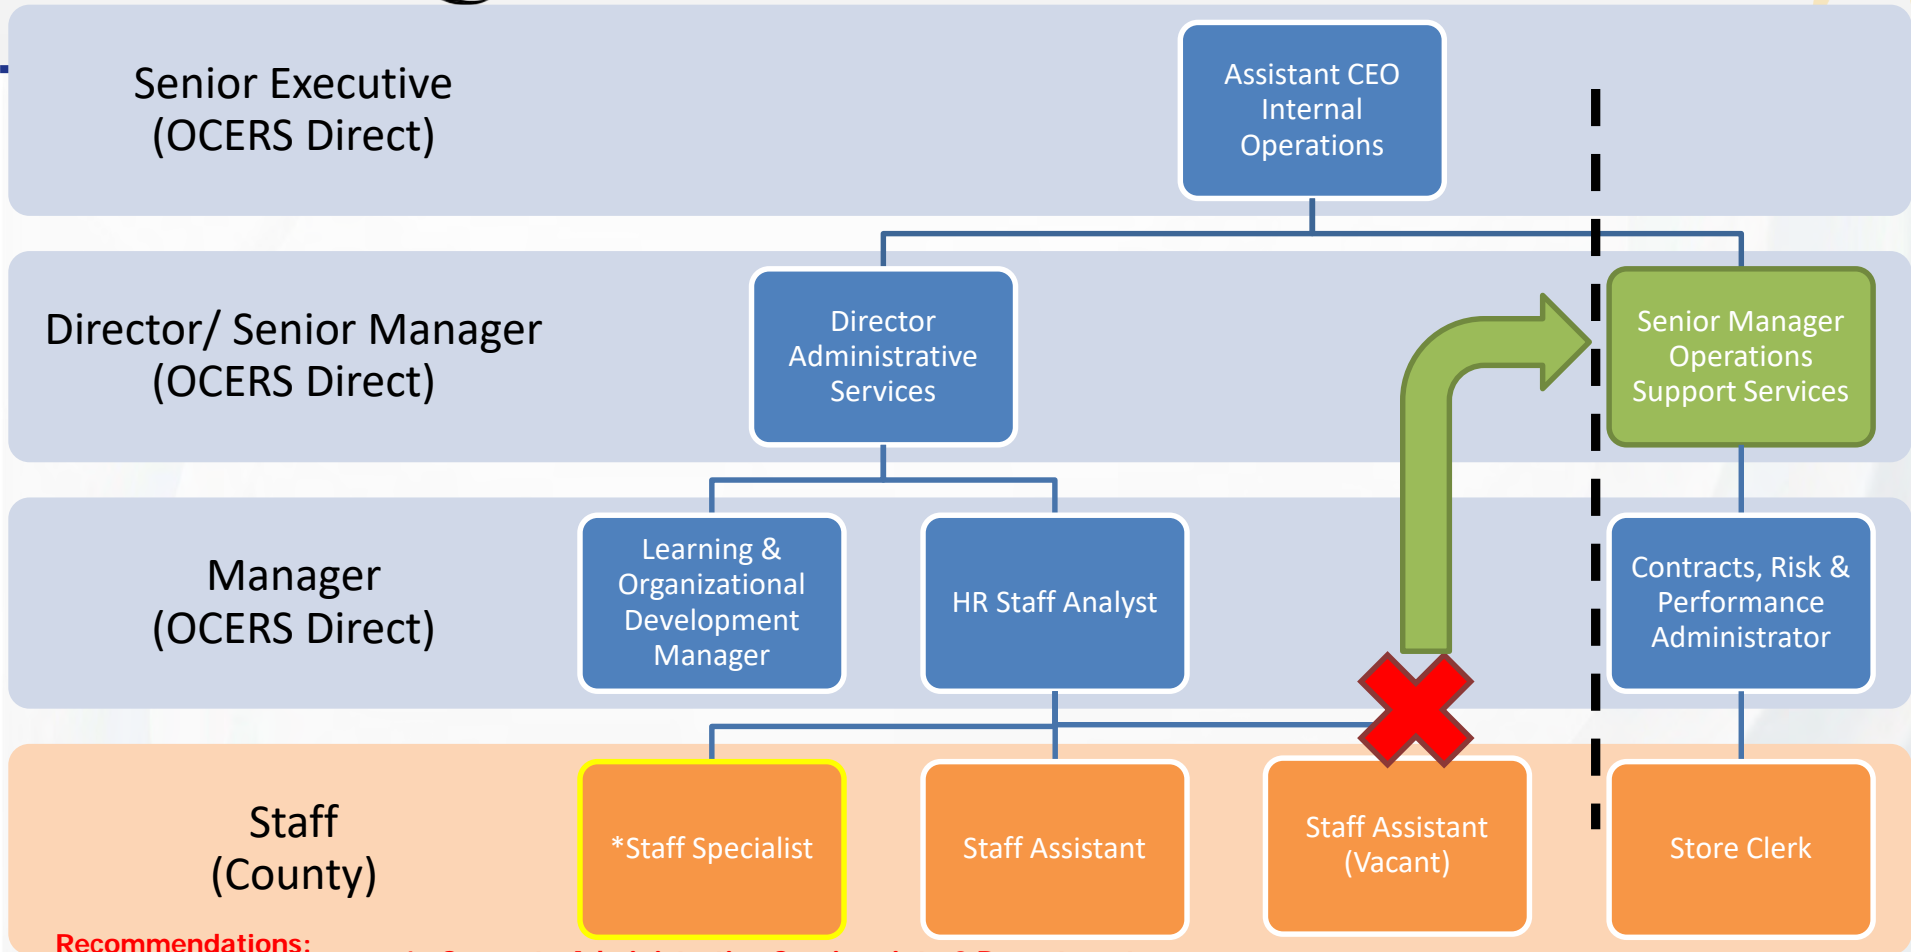 Senior Executive
(OCERS Direct)
Assistant CEO
Internal
Operations
Director/ Senior Manager
(OCERS Direct)
Director
Administrative
Services
Senior Manager
Operations
Support Services
Manager
(OCERS Direct)
Learning &
Organizational
Development
Manager
HR Staff Analyst
Contracts, Risk &
Performance
Administrator
Staff
(County)
*Staff Specialist
Staff Assistant
Staff Assistant
(Vacant)
Store Clerk
Recommendations: